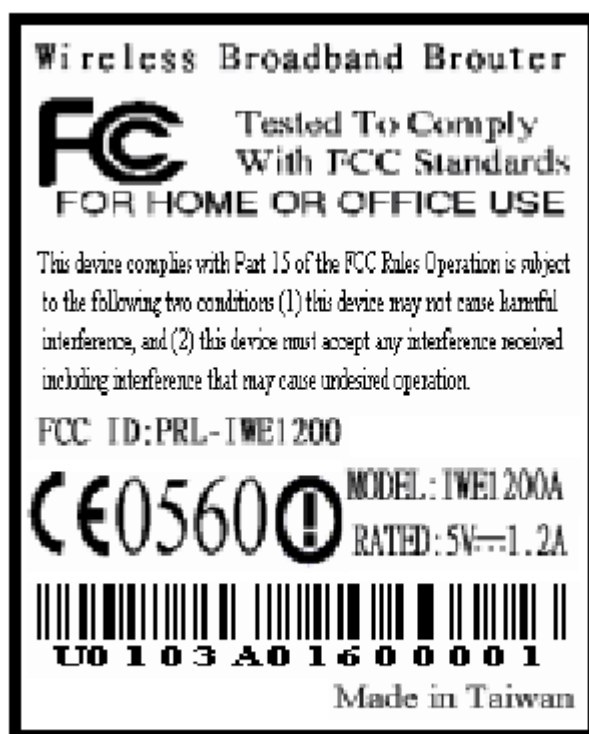 Wireless Broadband Brouter
FC
Tested To Comply
With FCC Standards
FOR HOME OR OFFICE USE
This device complies with Part 15 of the FCC Rules Operation is subject
to the following two conditions (1) this device may not cause harmful
interference, and (2) this device must accept any interference received
including interference that may cause undesired operation.
FCC ID:PRL-IWE1200
CE0560
MODEL:IWE1200A
RATED:5V⎓1.2A
U0103A01600001
Made in Taiwan